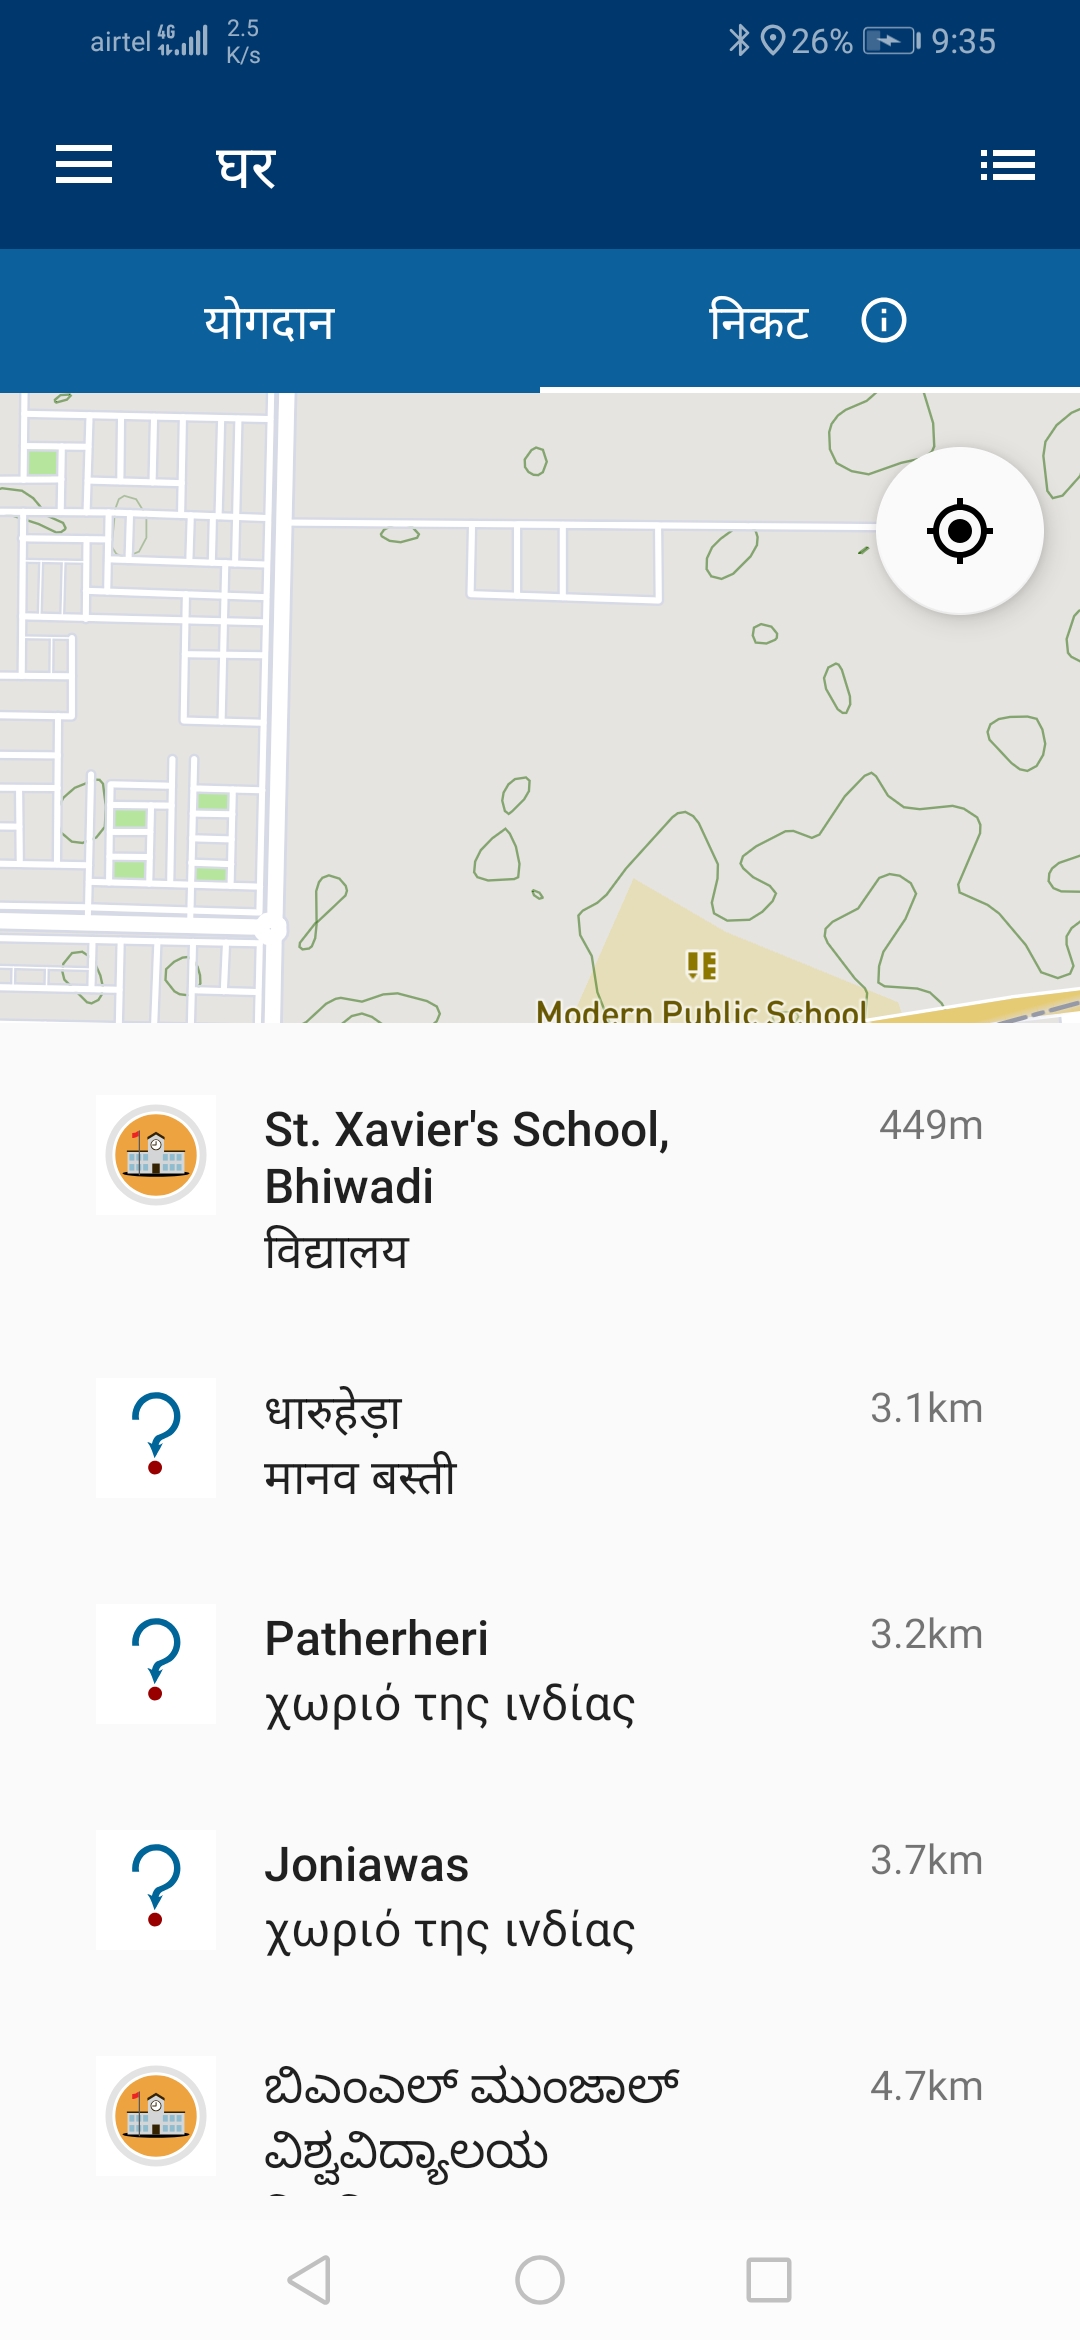 airtel 4G 2.5 K/s 26% 9:35
घर
योगदान निकट
Modern Public School
St. Xavier's School, 449m
Bhiwadi
विद्यालय
धारुहेड़ा 3.1km
मानव बस्ती
Patherheri 3.2km
χωριό της ινδίας
Joniawas 3.7km
χωριό της ινδίας
ಬಿಎಂಎಲ್ ಮುಂಜಾಲ್ 4.7km
ವಿಶ್ವವಿದ್ಯಾಲಯ